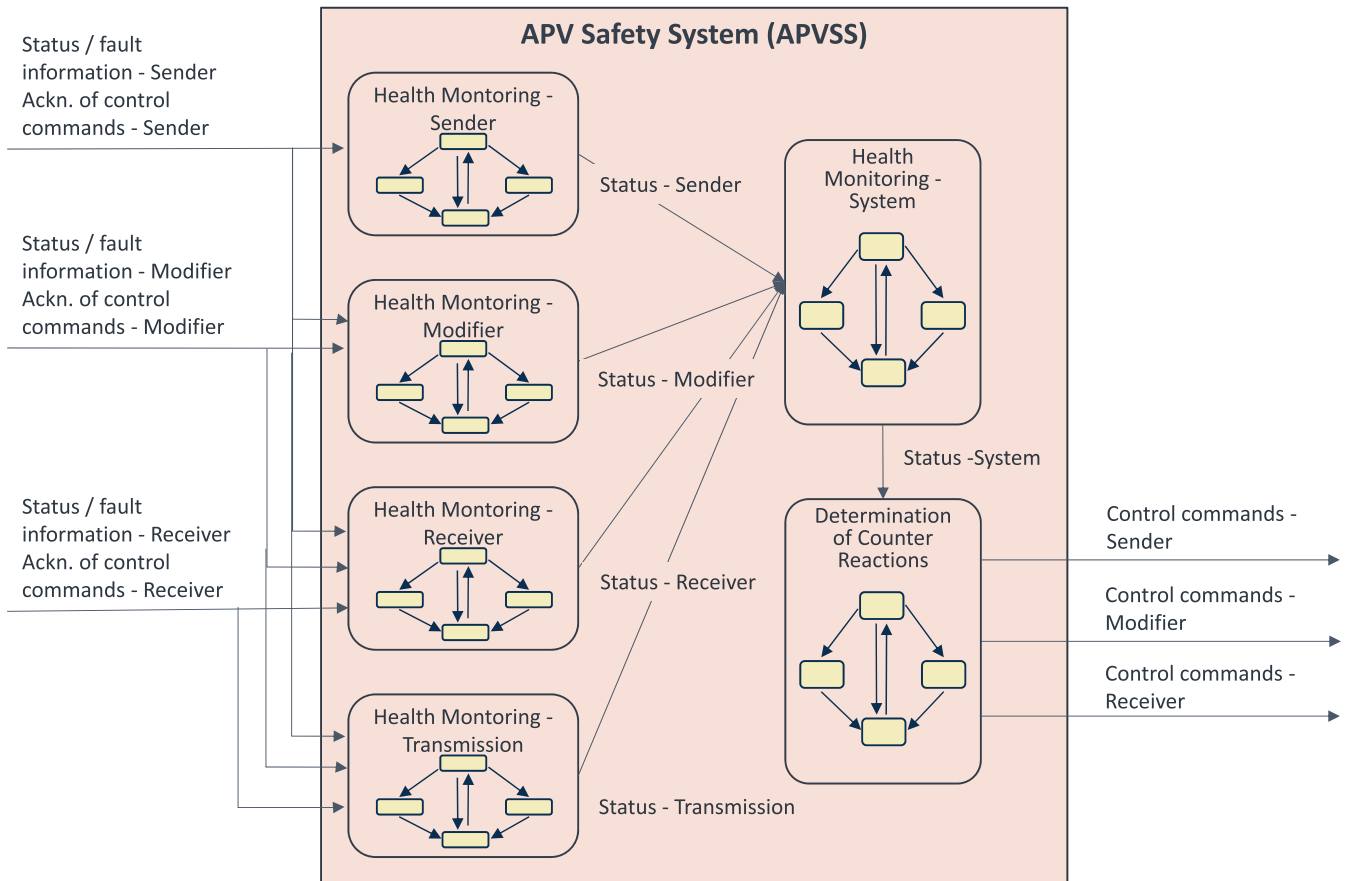 APV Safety System (APVSS)
Status / fault
information - Sender
Ackn. of control
commands - Sender
Health Montoring -
Sender
Status - Sender
Health
Monitoring -
System
Status / fault
information - Modifier
Ackn. of control
commands - Modifier
Health Montoring -
Modifier
Status - Modifier
Status -System
Status / fault
information - Receiver
Ackn. of control
commands - Receiver
Health Montoring -
Receiver
Status - Receiver
Determination
of Counter
Reactions
Control commands -
Sender
Control commands -
Modifier
Control commands -
Receiver
Health Montoring -
Transmission
Status - Transmission